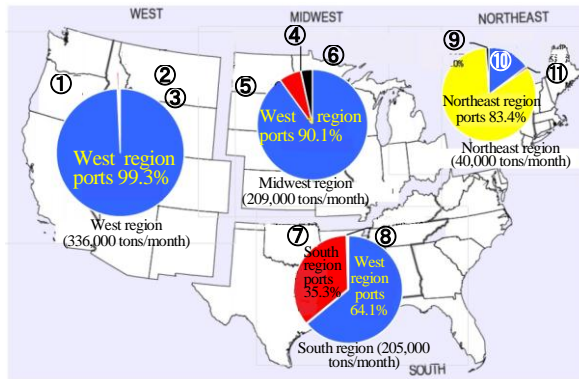 WEST
MIDWEST
NORTHEAST
④
⑥
⑨
⑩
①
②
⑤
.0%
⑪
③
Northeast region
ports 83.4%
West region
ports 90.1%
West region
ports 99.3%
Northeast region
(40,000 tons/month)
Midwest region
(209,000 tons/month)
West region
(336,000 tons/month)
⑦
⑧
South
region
ports
35.3%
West
region
ports
64.1%
South region (205,000
tons/month)
SOUTH